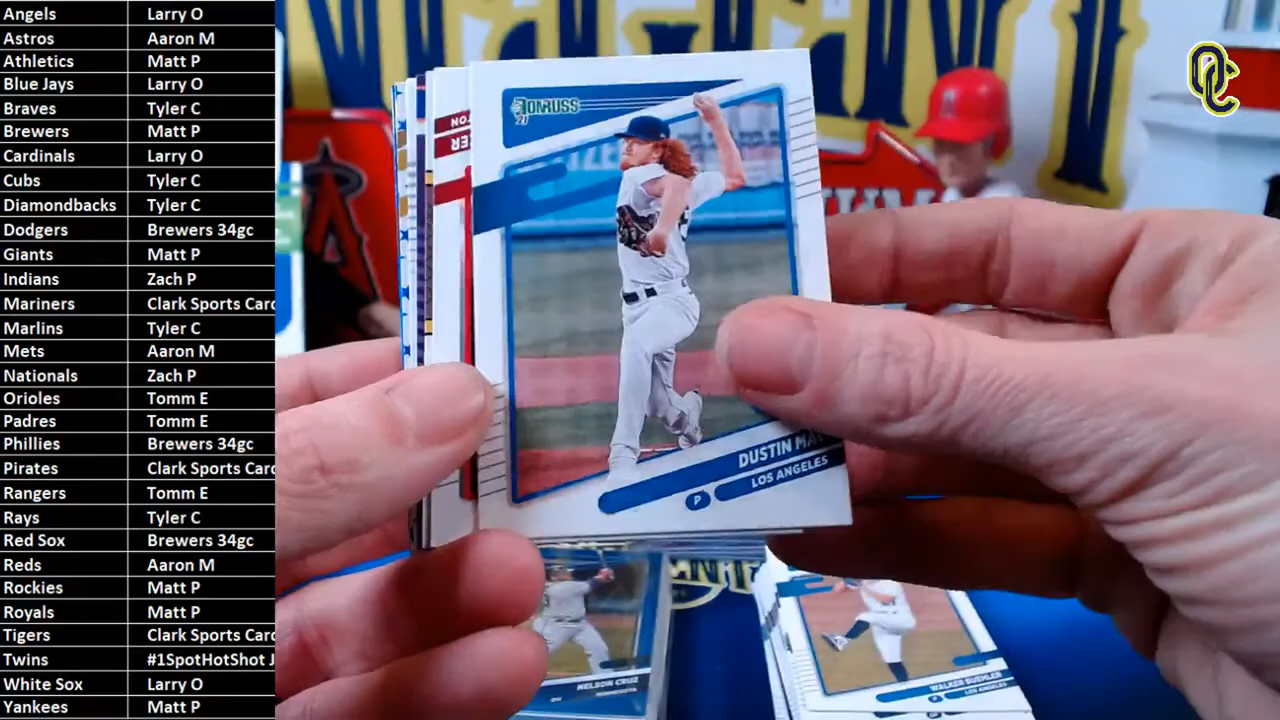 Angels Larry O
Astros Aaron M
Athletics Matt P
Blue Jays Larry O
Braves Tyler C
Brewers Matt P
Cardinals Larry O
Cubs Tyler C
Diamondbacks Tyler C
Dodgers Brewers 34gc
Giants Matt P
Indians Zach P
Mariners Clark Sports Card
Marlins Tyler C
Mets Aaron M
Nationals Zach P
Orioles Tomm E
Padres Tomm E
Phillies Brewers 34gc
Pirates Clark Sports Card
Rangers Tomm E
Rays Tyler C
Red Sox Brewers 34gc
Reds Aaron M
Rockies Matt P
Royals Matt P
Tigers Clark Sports Card
Twins #1SpotHotShot J
White Sox Larry O
Yankees Matt P
OC
DONRUSS
21
DUSTIN
P LOS ANGELES
NELSON CRUZ
WALKER BUEHLER
LOS ANGELES